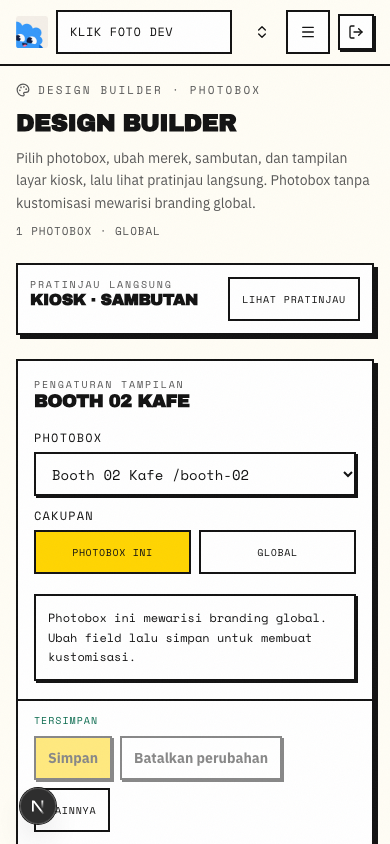 KLIK FOTO DEV
DESIGN BUILDER · PHOTOBOX
DESIGN BUILDER
Pilih photobox, ubah merek, sambutan, dan tampilan
layar kiosk, lalu lihat pratinjau langsung. Photobox tanpa
kustomisasi mewarisi branding global.
1 PHOTOBOX · GLOBAL
PRATINJAU LANGSUNG
KIOSK · SAMBUTAN
LIHAT PRATINJAU
PENGATURAN TAMPILAN
BOOTH 02 KAFE
PHOTOBOX
Booth 02 Kafe /booth-02
CAKUPAN
PHOTOBOX INI
GLOBAL
Photobox ini mewarisi branding global.
Ubah field lalu simpan untuk membuat
kustomisasi.
TERSIMPAN
Simpan
Batalkan perubahan
N
AINNYA